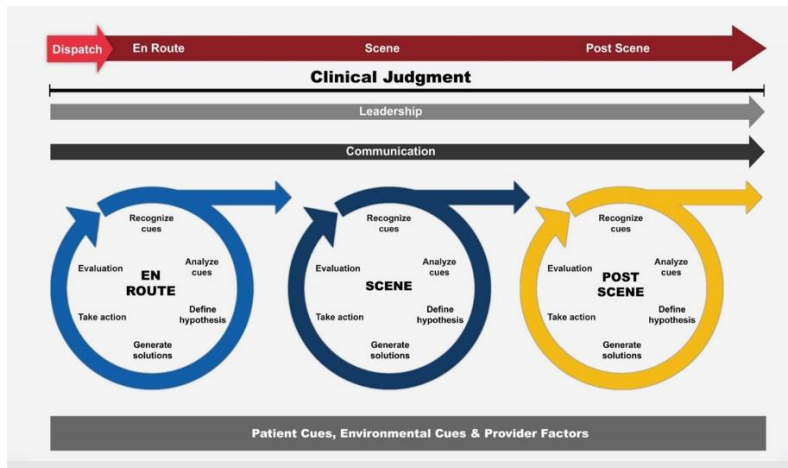 Dispatch
En Route
Scene
Post Scene
Clinical Judgment
Leadership
Communication
Recognize
cues
Analyze
cues
Define
hypothesis
Generate
solutions
Take action
Evaluation
EN
ROUTE
Recognize
cues
Analyze
cues
Define
hypothesis
Generate
solutions
Take action
Evaluation
SCENE
Recognize
cues
Analyze
cues
Define
hypothesis
Generate
solutions
Take action
Evaluation
POST
SCENE
Patient Cues, Environmental Cues & Provider Factors